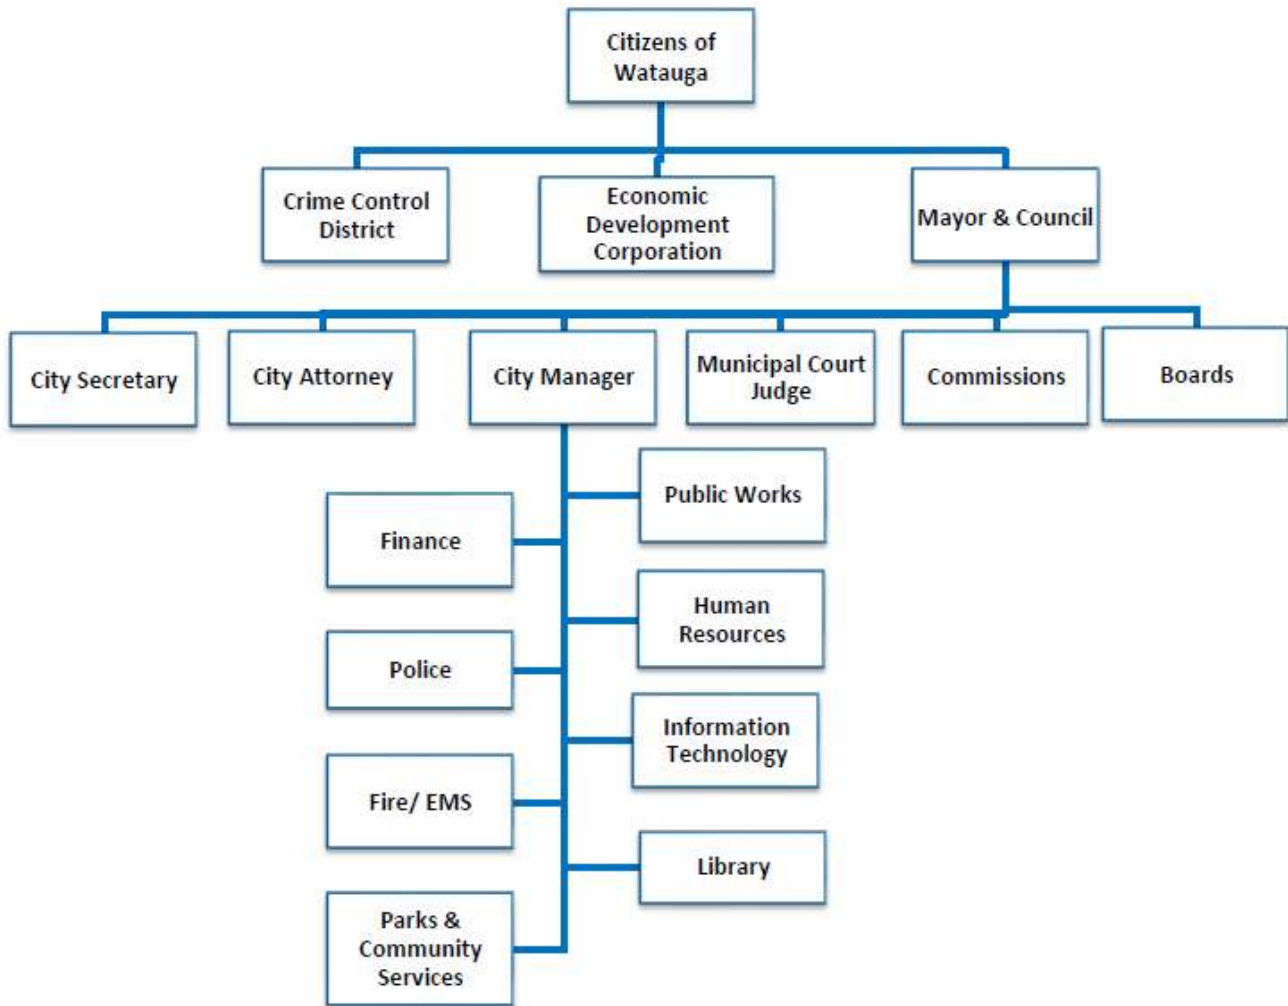 Citizens of
Watauga
Crime Control
District
Economic
Development
Corporation
Mayor & Council
City Secretary
City Attorney
City Manager
Municipal Court
Judge
Commissions
Boards
Public Works
Finance
Human
Resources
Police
Information
Technology
Fire/ EMS
Library
Parks &
Community
Services